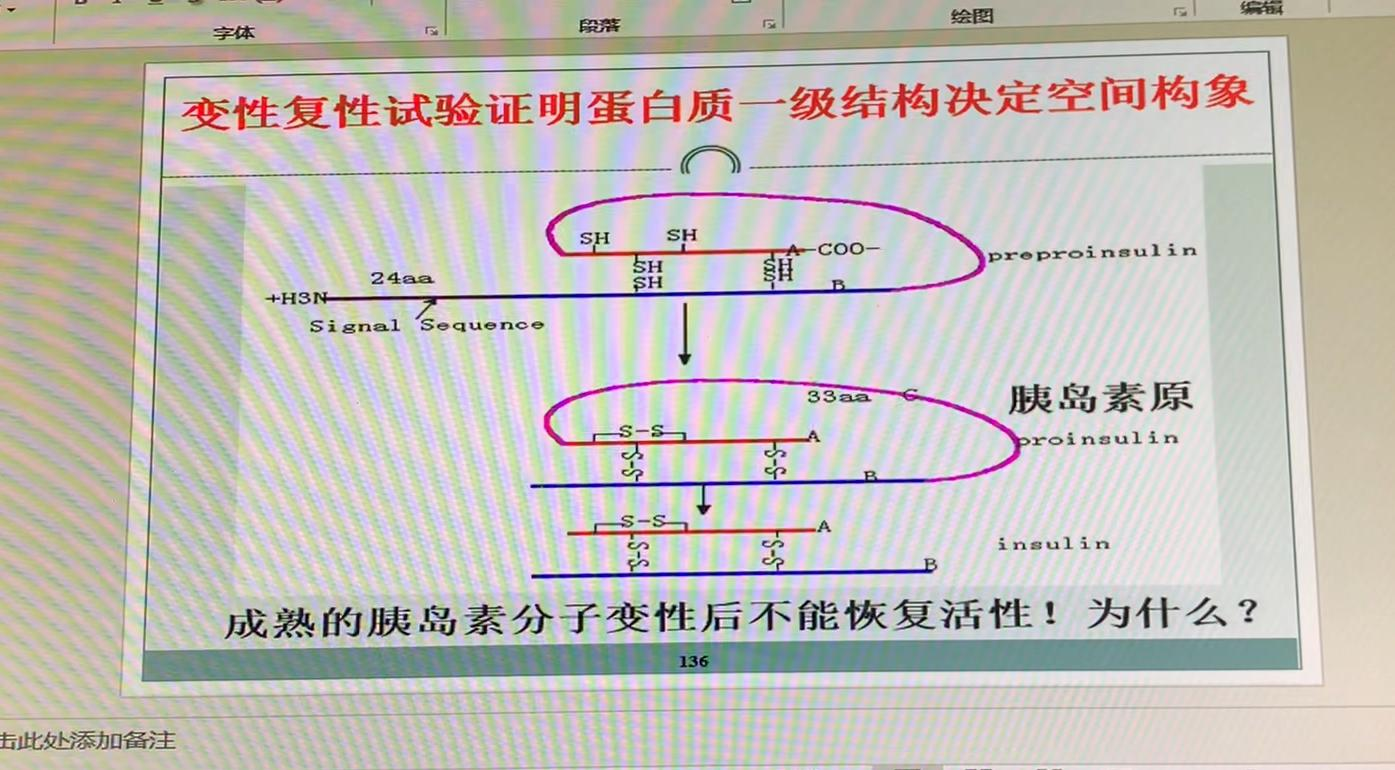 字体 段落 绘图 编辑
变性复性试验证明蛋白质一级结构决定空间构象
SH SH
A-COO-
preproinsulin
SH SH
24aa
SH SH
B
+H3N
Signal Sequence
33aa C
胰岛素原
S-S A
proinsulin
S-S S-S
B
S-S A
S-S S-S
insulin
B
成熟的胰岛素分子变性后不能恢复活性！为什么？
136
击此处添加备注